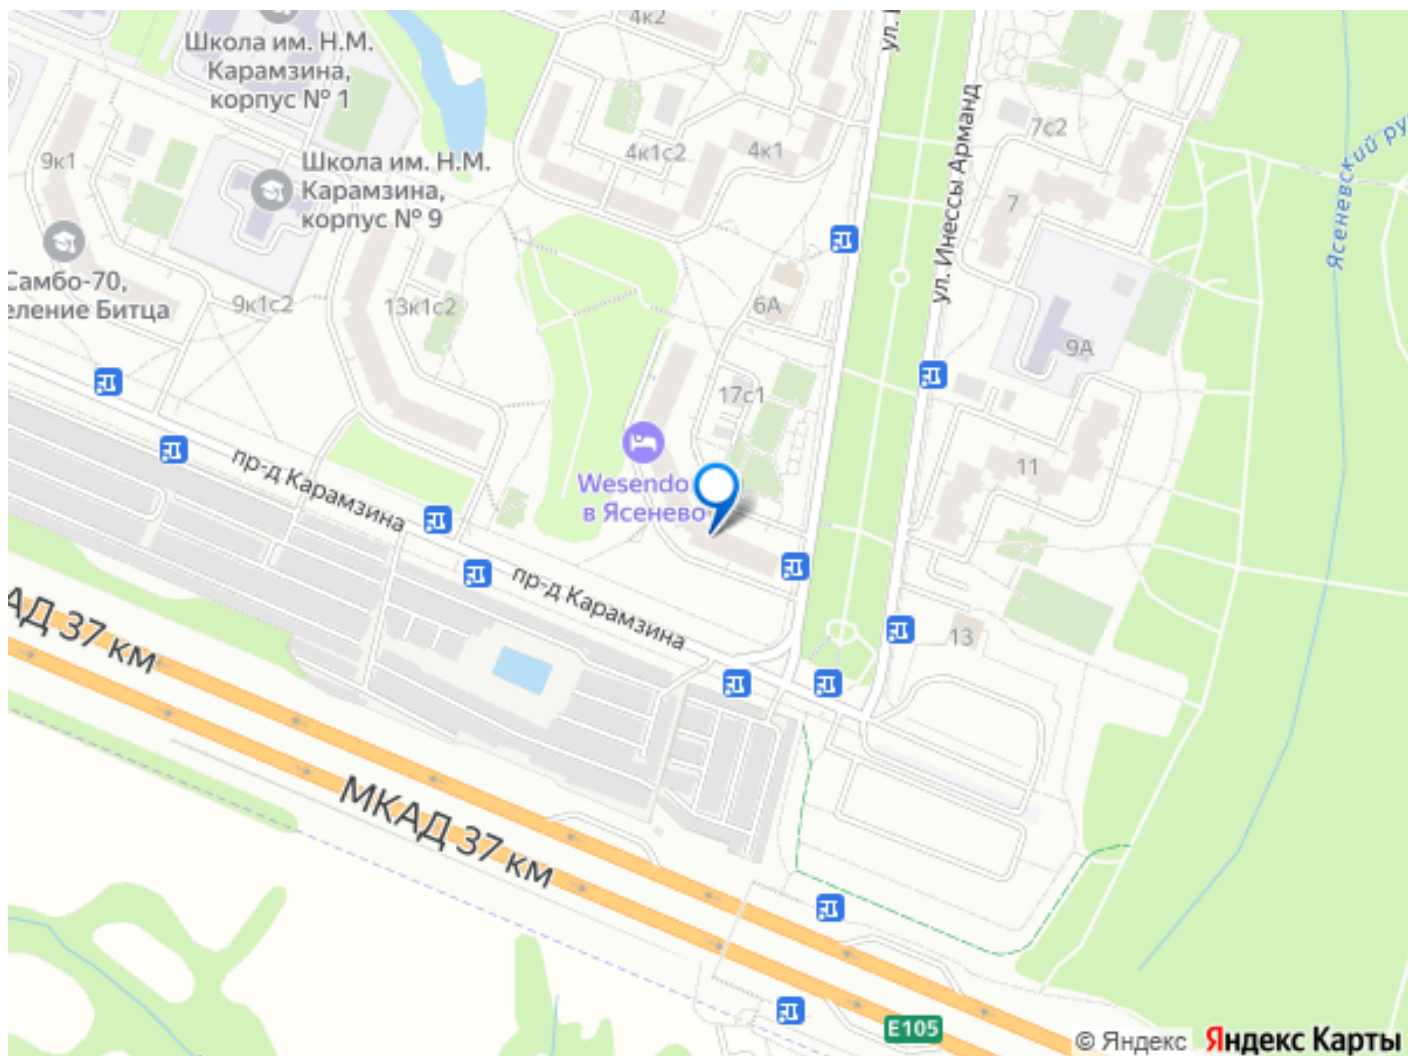 4к2
ул.
Школа им. Н.М.
Карамзина,
корпус № 1
ул. Инессы Арманд
7с2
Ясеневский ру
9к1
4к1с2
4к1
Школа им. Н.М.
Карамзина,
корпус № 9
7
Самбо-70,
еление Битца
9к1с2
13к1с2
6А
9А
17с1
пр-д Карамзина
11
Wesendo
в Ясенево
пр-д Карамзина
АД 37 км
13
МКАД 37 км
E105
© Яндекс
Яндекс Карты